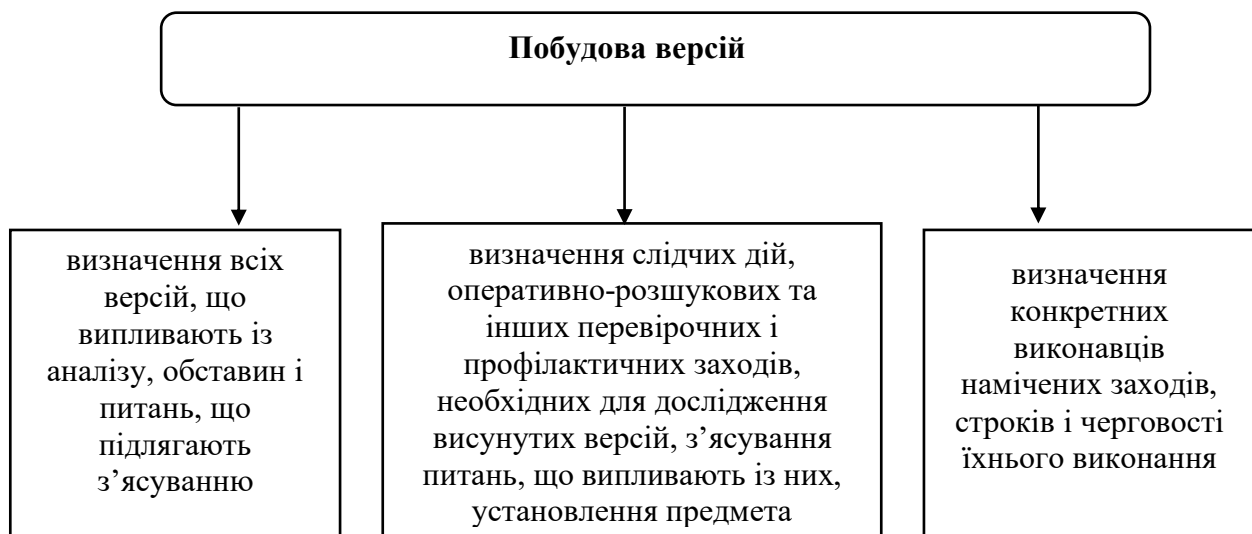 Побудова версій
визначення всіх
версій, що
випливають із
аналізу, обставин і
питань, що
підлягають
з’ясуванню
визначення слідчих дій,
оперативно-розшукових та
інших перевірочних і
профілактичних заходів,
необхідних для дослідження
висунутих версій, з’ясування
питань, що випливають із них,
установлення предмета
визначення
конкретних
виконавців
намічених заходів,
строків і черговості
їхнього виконання